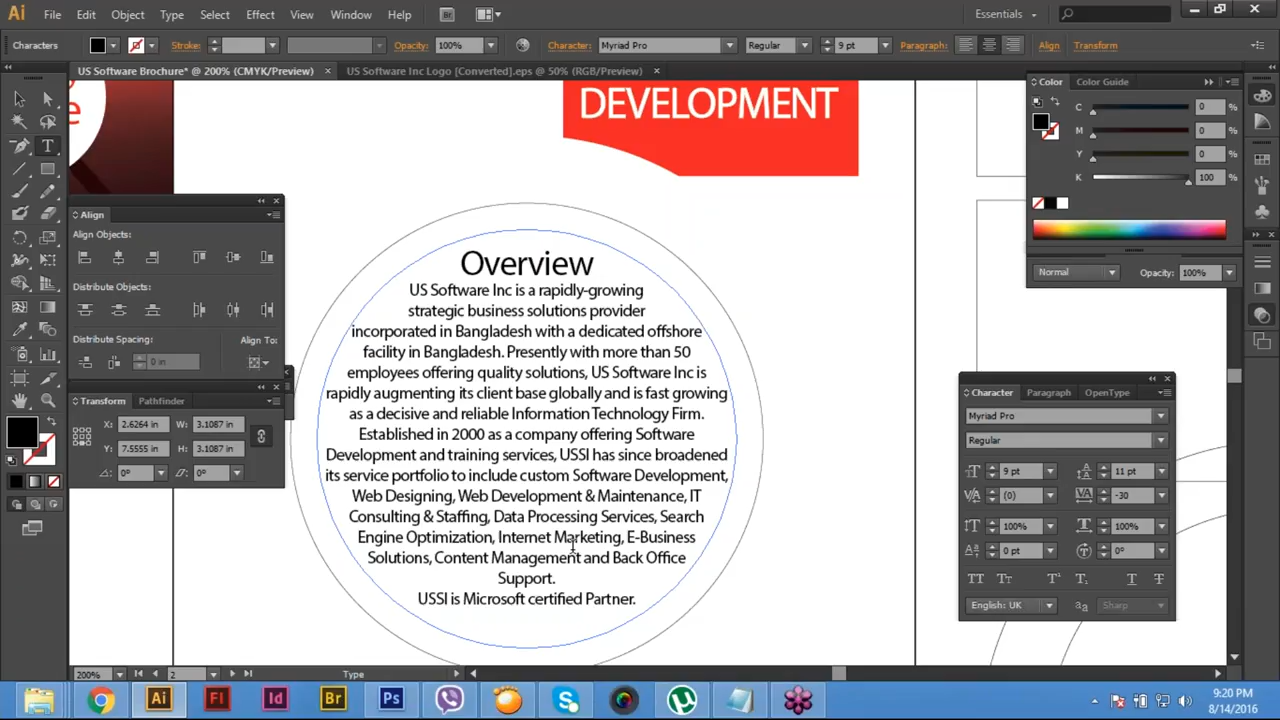 Ai File Edit Object Type Select Effect View Window Help Br Essentials
Characters Stroke: Opacity: 100% Character: Myriad Pro Regular 9 pt Paragraph: Align Transform
US Software Brochure* @ 200% (CMYK/Preview) × US Software Inc Logo [Converted].eps @ 50% (RGB/Preview) ×
e
DEVELOPMENT
Color Color Guide
C 0 %
M 0 %
Y 0 %
K 100 %
Normal Opacity: 100%
Align
Align Objects:
Distribute Objects:
Distribute Spacing: Align To:
0 in
Transform Pathfinder
X: 2.6264 in W: 3.1087 in
Y: 7.5555 in H: 3.1087 in
0° 0°
Overview
US Software Inc is a rapidly-growing
strategic business solutions provider
incorporated in Bangladesh with a dedicated offshore
facility in Bangladesh. Presently with more than 50
employees offering quality solutions, US Software Inc is
rapidly augmenting its client base globally and is fast growing
as a decisive and reliable Information Technology Firm.
Established in 2000 as a company offering Software
Development and training services, USSI has since broadened
its service portfolio to include custom Software Development,
Web Designing, Web Development & Maintenance, IT
Consulting & Staffing, Data Processing Services, Search
Engine Optimization, Internet Marketing, E-Business
Solutions, Content Management and Back Office
Support.
USSI is Microsoft certified Partner.
Character Paragraph OpenType
Myriad Pro
Regular
9 pt 11 pt
(0) -30
100% 100%
0 pt 0°
English: UK Sharp
200% 2 Type
Ai Fl Id Br Ps
9:20 PM
8/14/2016